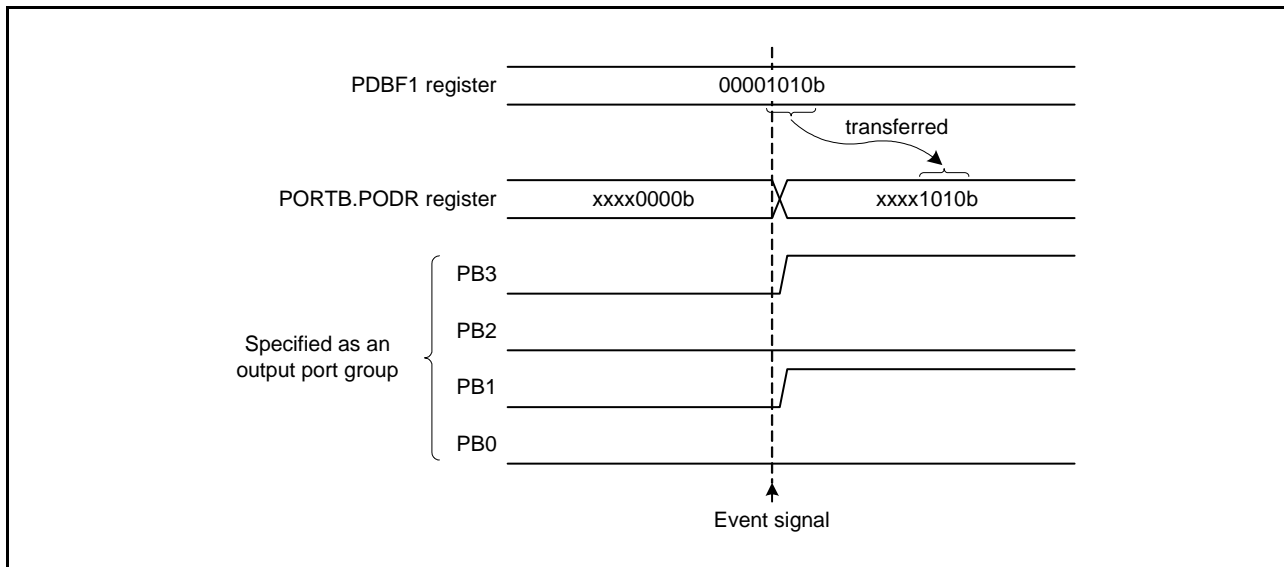 PDBF1 register
00001010b
transferred
PORTB.PODR register
xxxx0000b
xxxx1010b
PB3
PB2
Specified as an
output port group
PB1
PB0
Event signal